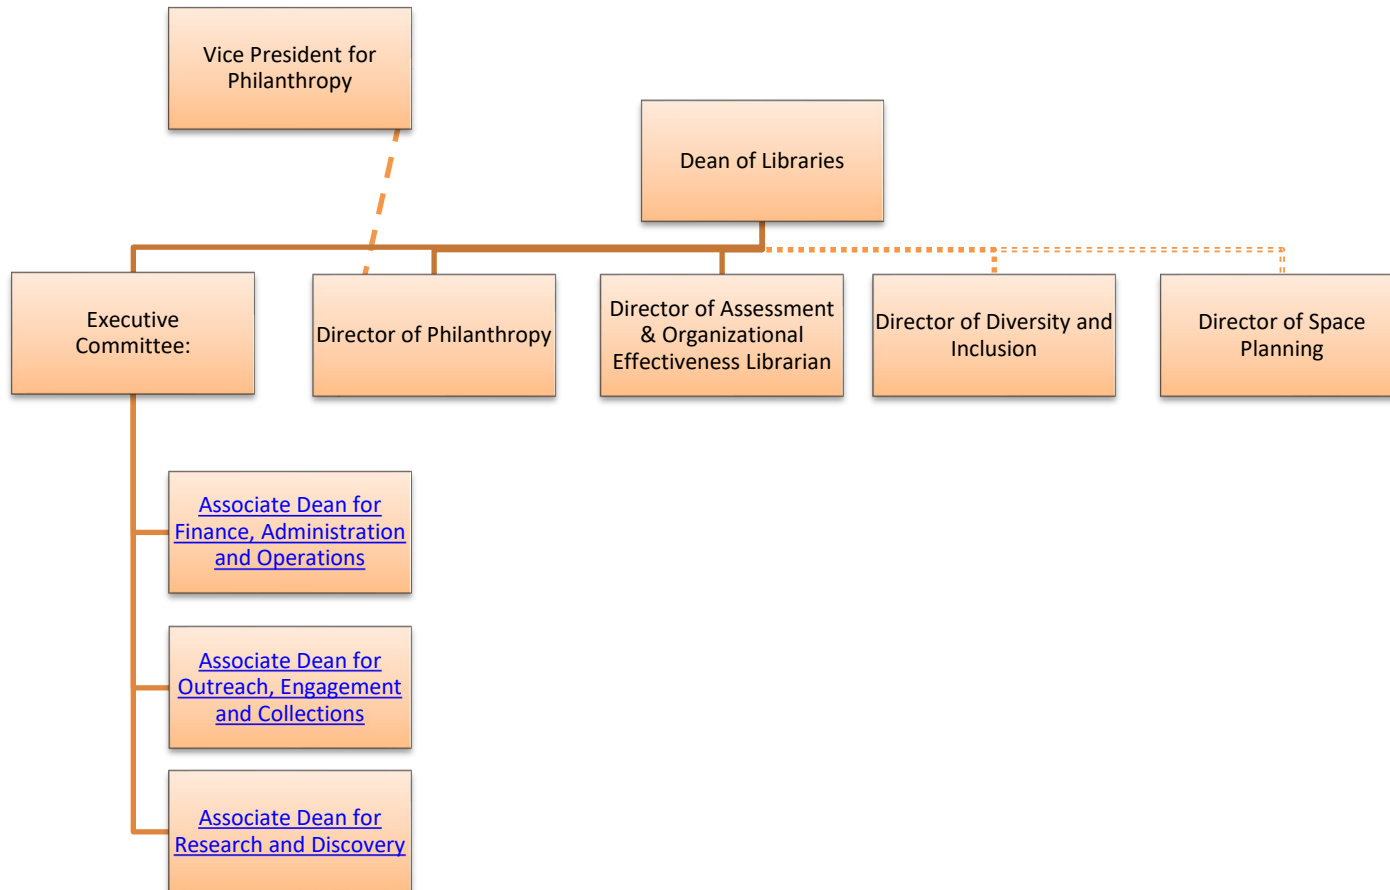 Vice President for
Philanthropy
Dean of Libraries
Executive
Committee:
Director of Philanthropy
Director of Assessment
& Organizational
Effectiveness Librarian
Director of Diversity and
Inclusion
Director of Space
Planning
Associate Dean for
Finance, Administration
and Operations
Associate Dean for
Outreach, Engagement
and Collections
Associate Dean for
Research and Discovery